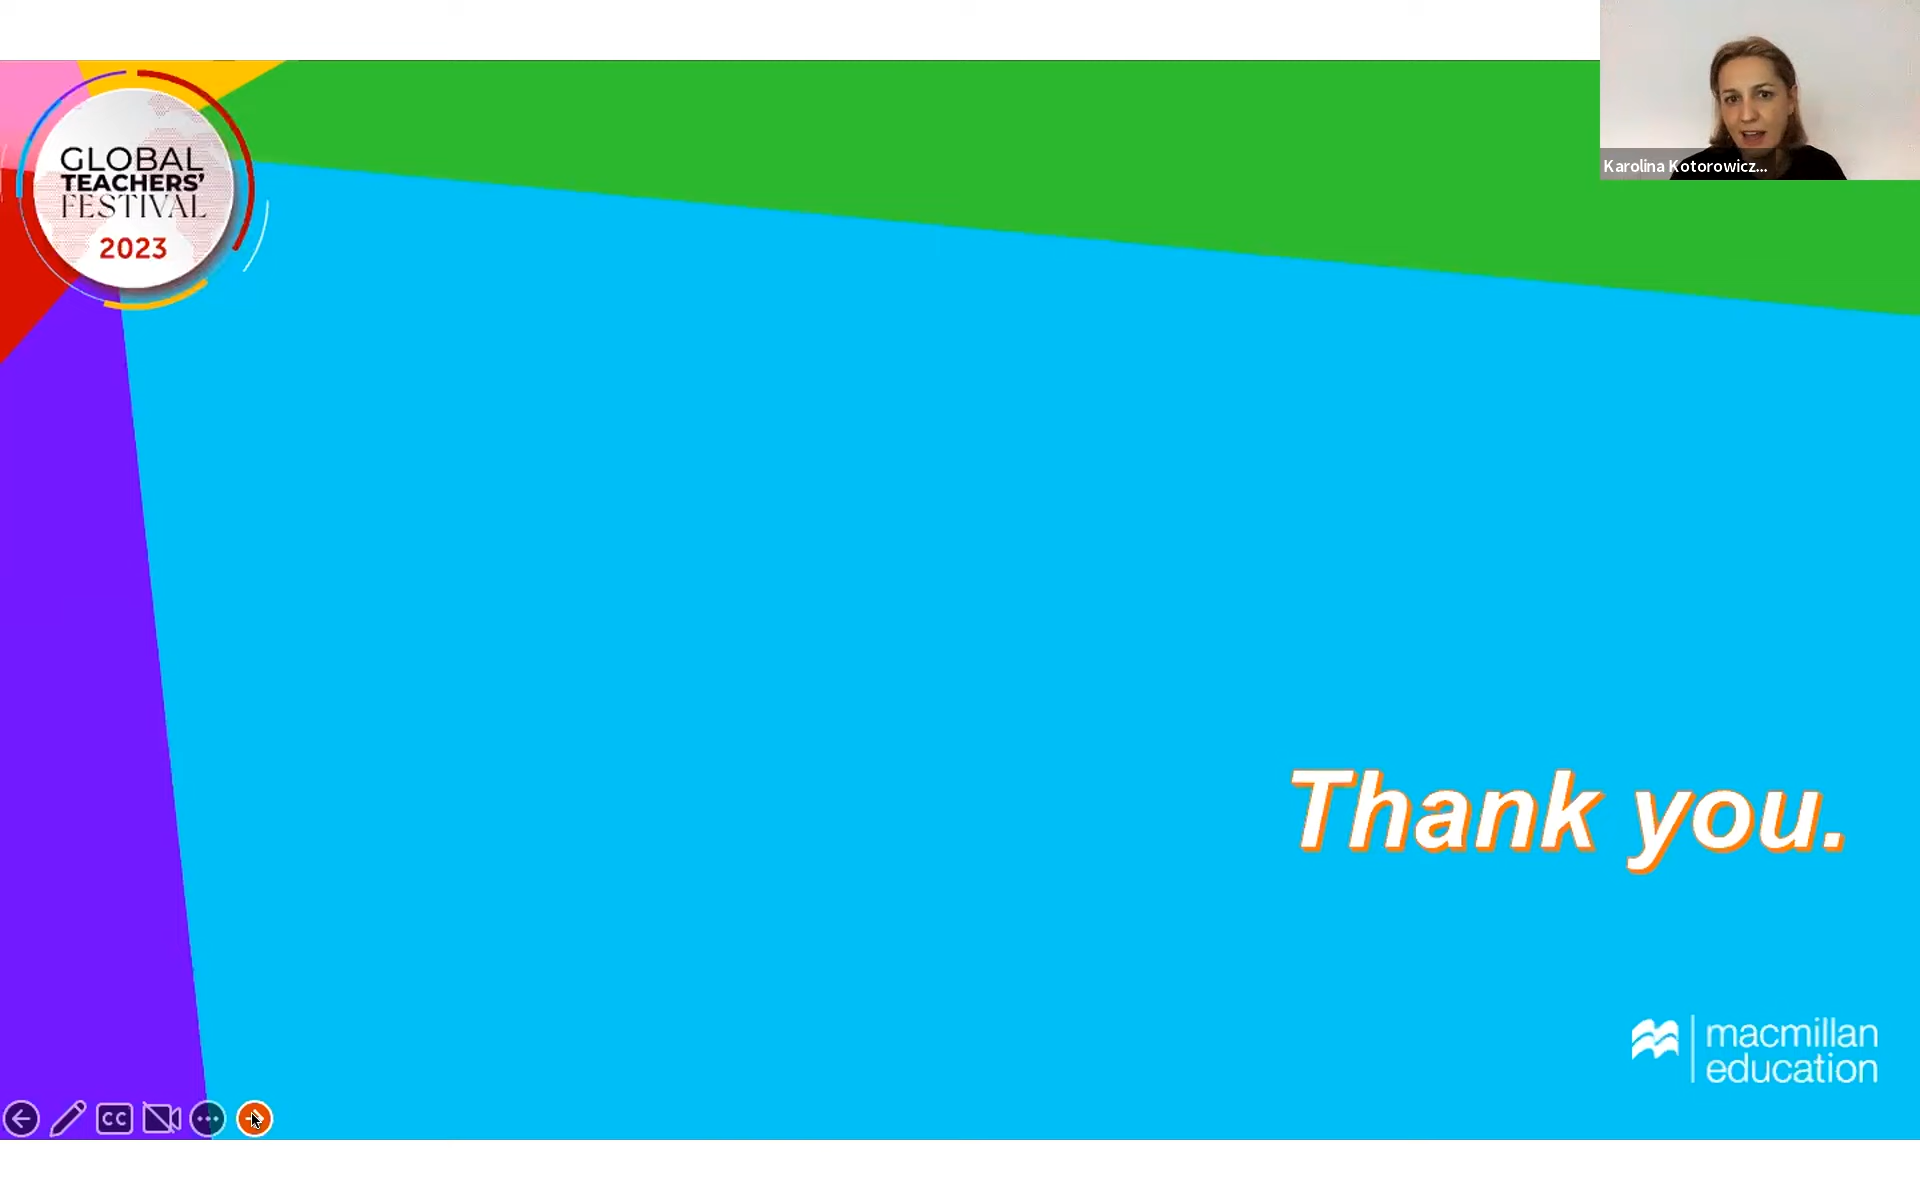 GLOBAL
TEACHERS’
FESTIVAL
2023
Karolina Kotorowicz...
Thank you.
macmillan
education
CC